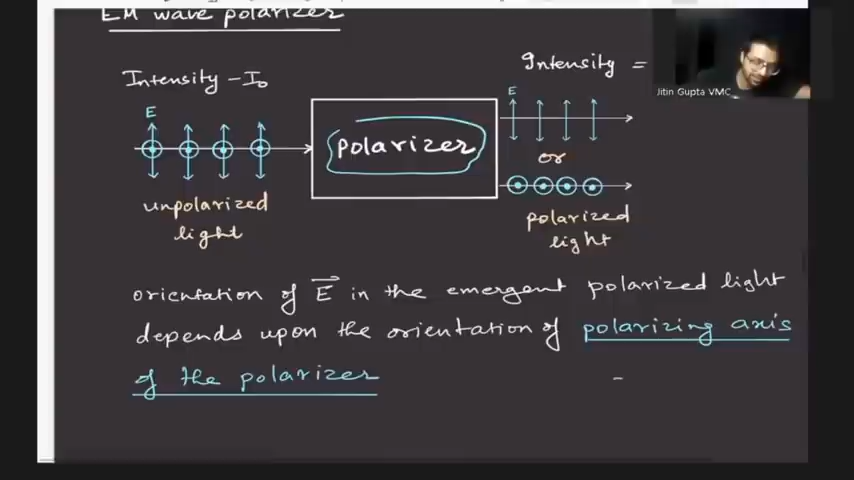 EM wave polarizer
Intensity - I₀
Intensity =
Jitin Gupta VMC
E
E
polarizer
or
unpolarized
light
polarized
light
orientation of E⃗ in the emergent polarized light
depends upon the orientation of polarizing axis
of the polarizer